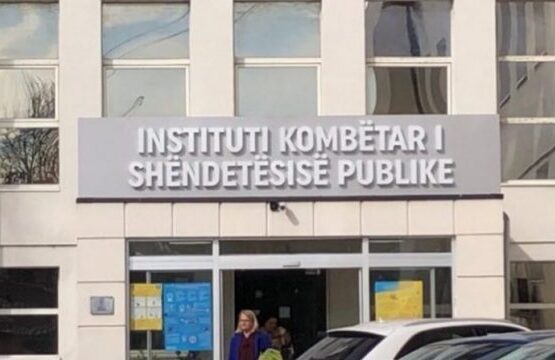 INSTITUTI KOMBËTAR I
SHËNDETËSISË PUBLIKE